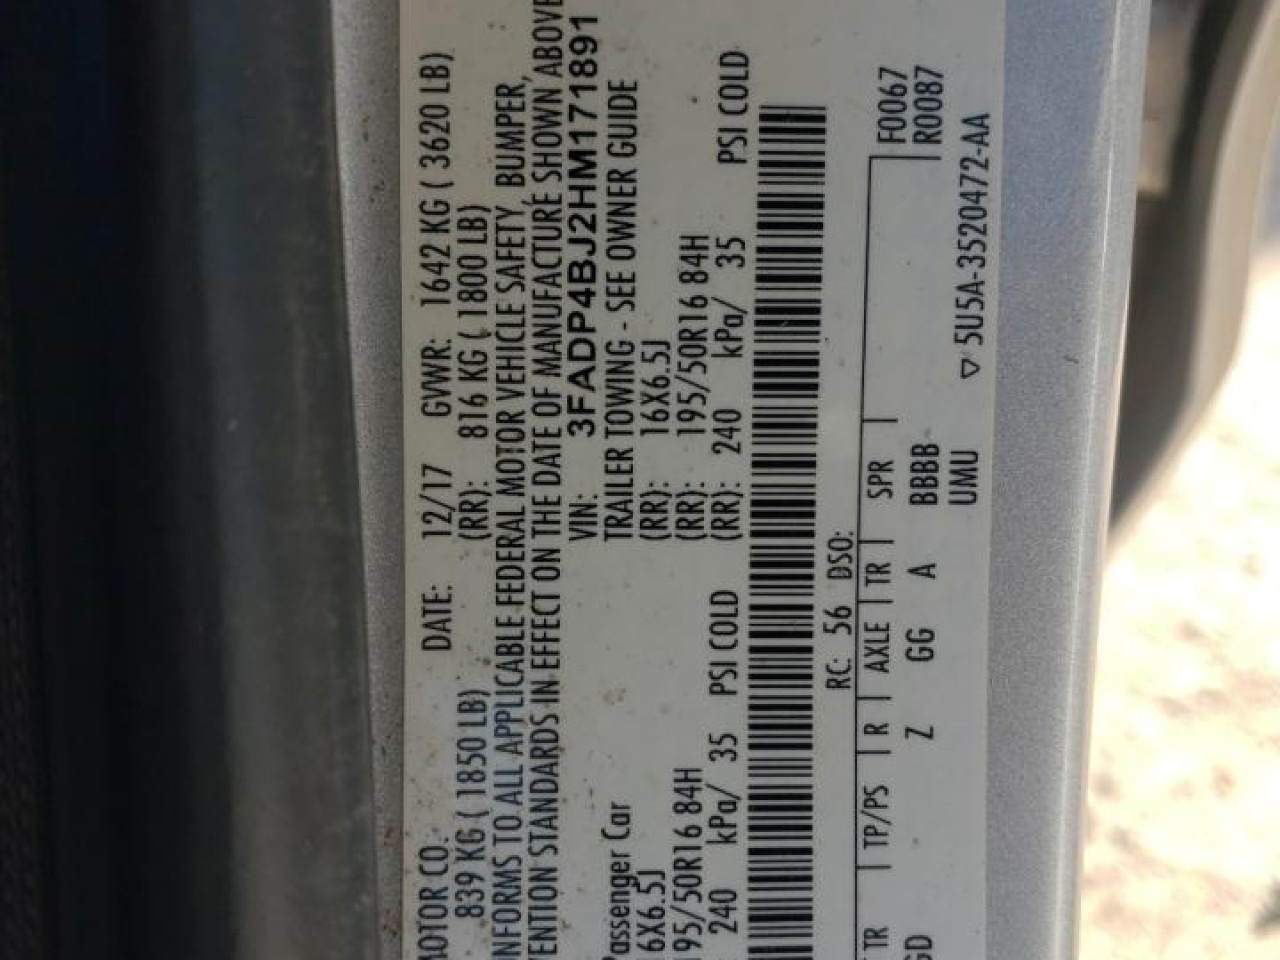 MOTOR CO. DATE: 12/17 GVWR: 1642 KG ( 3620 LB)
839 KG ( 1850 LB) (RR): 816 KG ( 1800 LB)
NFORMS TO ALL APPLICABLE FEDERAL MOTOR VEHICLE SAFETY, BUMPER,
VENTION STANDARDS IN EFFECT ON THE DATE OF MANUFACTURE SHOWN ABOVE
VIN: 3FADP4BJ2HM171891
Passenger Car TRAILER TOWING - SEE OWNER GUIDE
6X6.5J (RR): 16X6.5J
95/50R16 84H (RR): 195/50R16 84H
240 kPa/ 35 PSI COLD (RR): 240 kPa/ 35 PSI COLD
RC: 56 DSO:
TR TP/PS R AXLE TR SPR F0067
GD Z GG A BBBB R0087
UMU ▽ 5U5A-3520472-AA